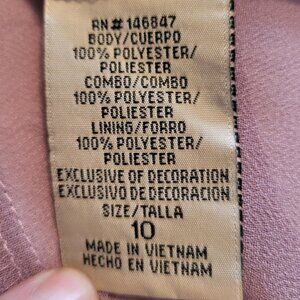 RN# 146847
BODY/CUERPO
100% POLYESTER/
POLIESTER
COMBO/COMBO
100% POLYESTER/
POLIESTER
LINING/FORRO
100% POLYESTER/
POLIESTER
EXCLUSIVE OF DECORATION
EXCLUSIVO DE DECORACION
SIZE/TALLA
10
MADE IN VIETNAM
HECHO EN VIETNAM